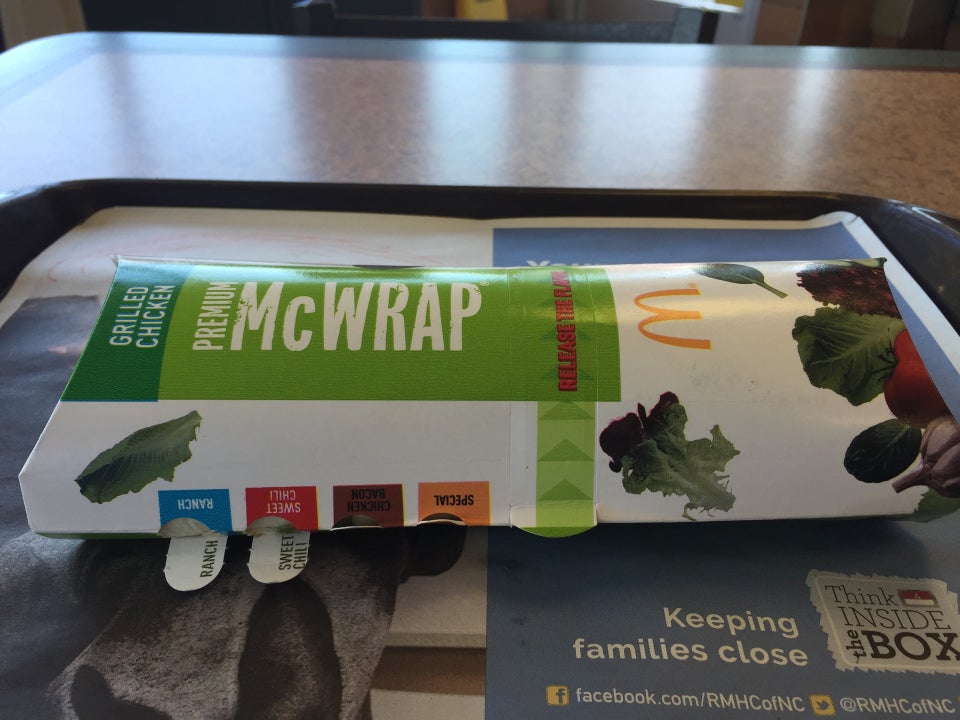 GRILLED
CHICKEN
PREMIUM
McWRAP
RELEASE THE FLAVOR
RANCH
SWEET
CHILI
CHICKEN
BACON
SPECIAL
RANCH
SWEET
CHILI
Keeping
families close
Think
INSIDE
the BOX
facebook.com/RMHCofNC @RMHCofNC